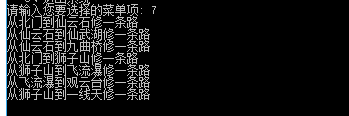 请输入您要选择的菜单项: 7
从北门到仙云石修一条路
从仙云石到仙武湖修一条路
从仙云石到九曲桥修一条路
从北门到狮子山修一条路
从狮子山到飞流瀑修一条路
从飞流瀑到观云台修一条路
从狮子山到一线天修一条路